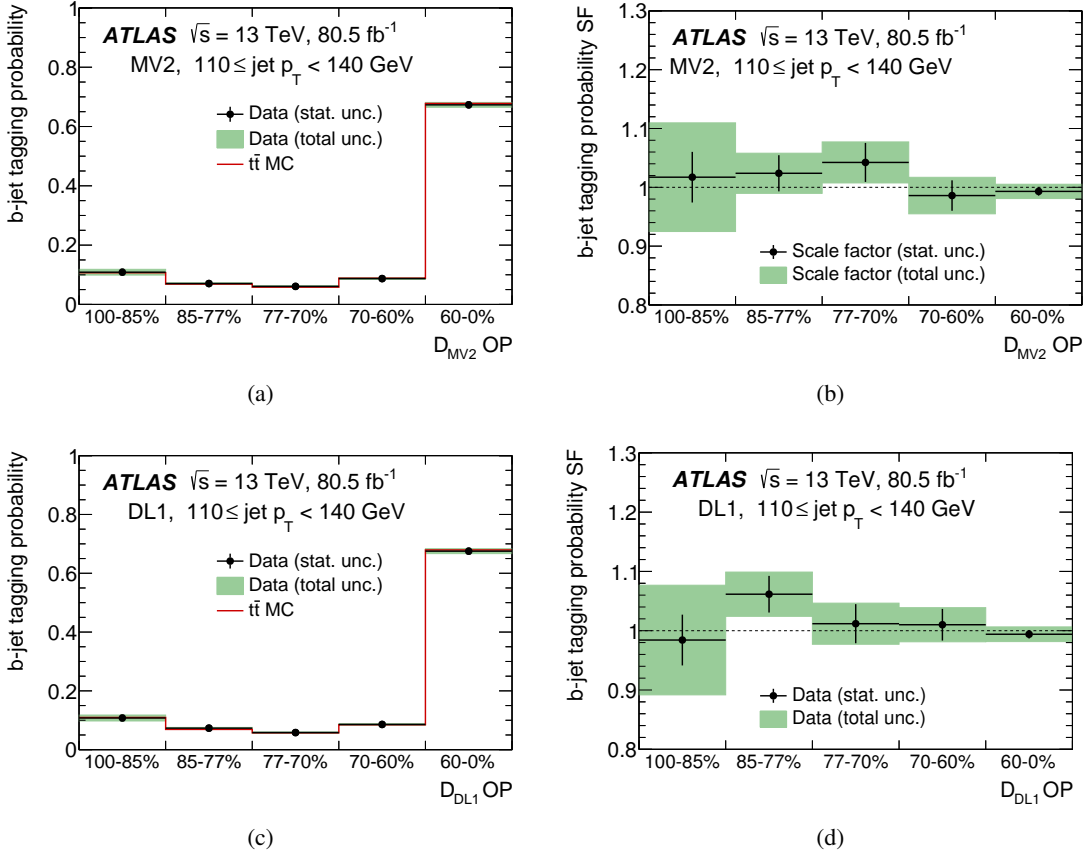 b-jet tagging probability
1
0.8
0.6
0.4
0.2
0
ATLAS √s = 13 TeV, 80.5 fb⁻¹
MV2, 110 ≤ jet p_T < 140 GeV
Data (stat. unc.)
Data (total unc.)
tt̄ MC
100-85% 85-77% 77-70% 70-60% 60-0%
D_MV2 OP
(a)
b-jet tagging probability SF
1.3
1.2
1.1
1
0.9
0.8
ATLAS √s = 13 TeV, 80.5 fb⁻¹
MV2, 110 ≤ jet p_T < 140 GeV
Scale factor (stat. unc.)
Scale factor (total unc.)
100-85% 85-77% 77-70% 70-60% 60-0%
D_MV2 OP
(b)
b-jet tagging probability
1
0.8
0.6
0.4
0.2
0
ATLAS √s = 13 TeV, 80.5 fb⁻¹
DL1, 110 ≤ jet p_T < 140 GeV
Data (stat. unc.)
Data (total unc.)
tt̄ MC
100-85% 85-77% 77-70% 70-60% 60-0%
D_DL1 OP
(c)
b-jet tagging probability SF
1.3
1.2
1.1
1
0.9
0.8
ATLAS √s = 13 TeV, 80.5 fb⁻¹
DL1, 110 ≤ jet p_T < 140 GeV
Data (stat. unc.)
Data (total unc.)
100-85% 85-77% 77-70% 70-60% 60-0%
D_DL1 OP
(d)